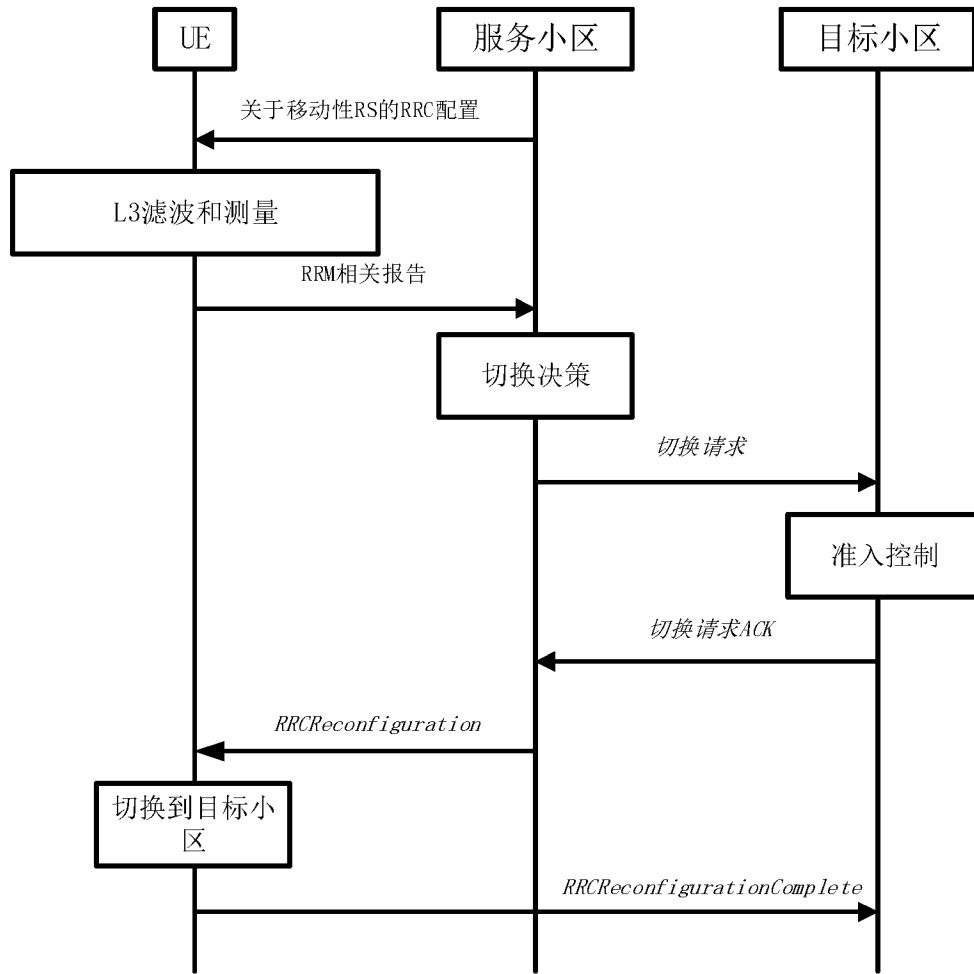 UE
服务小区
目标小区
关于移动性RS的RRC配置
L3滤波和测量
RRM相关报告
切换决策
切换请求
准入控制
切换请求ACK
RRCReconfiguration
切换到目标小
区
RRCReconfigurationComplete